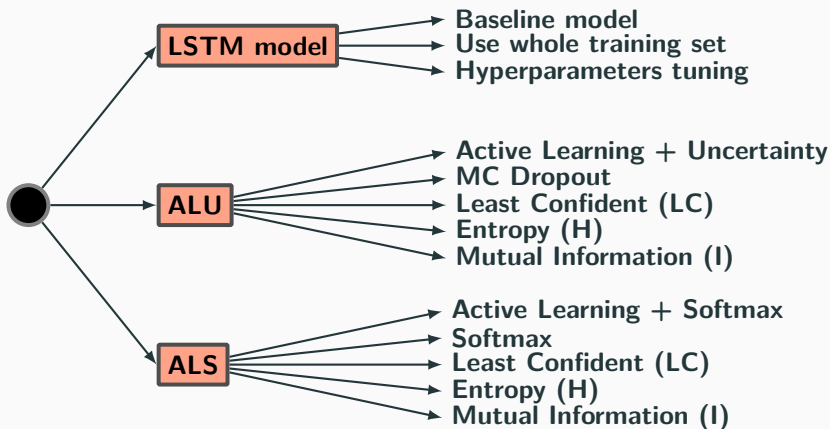 LSTM model
Baseline model
Use whole training set
Hyperparameters tuning
ALU
Active Learning + Uncertainty
MC Dropout
Least Confident (LC)
Entropy (H)
Mutual Information (I)
ALS
Active Learning + Softmax
Softmax
Least Confident (LC)
Entropy (H)
Mutual Information (I)